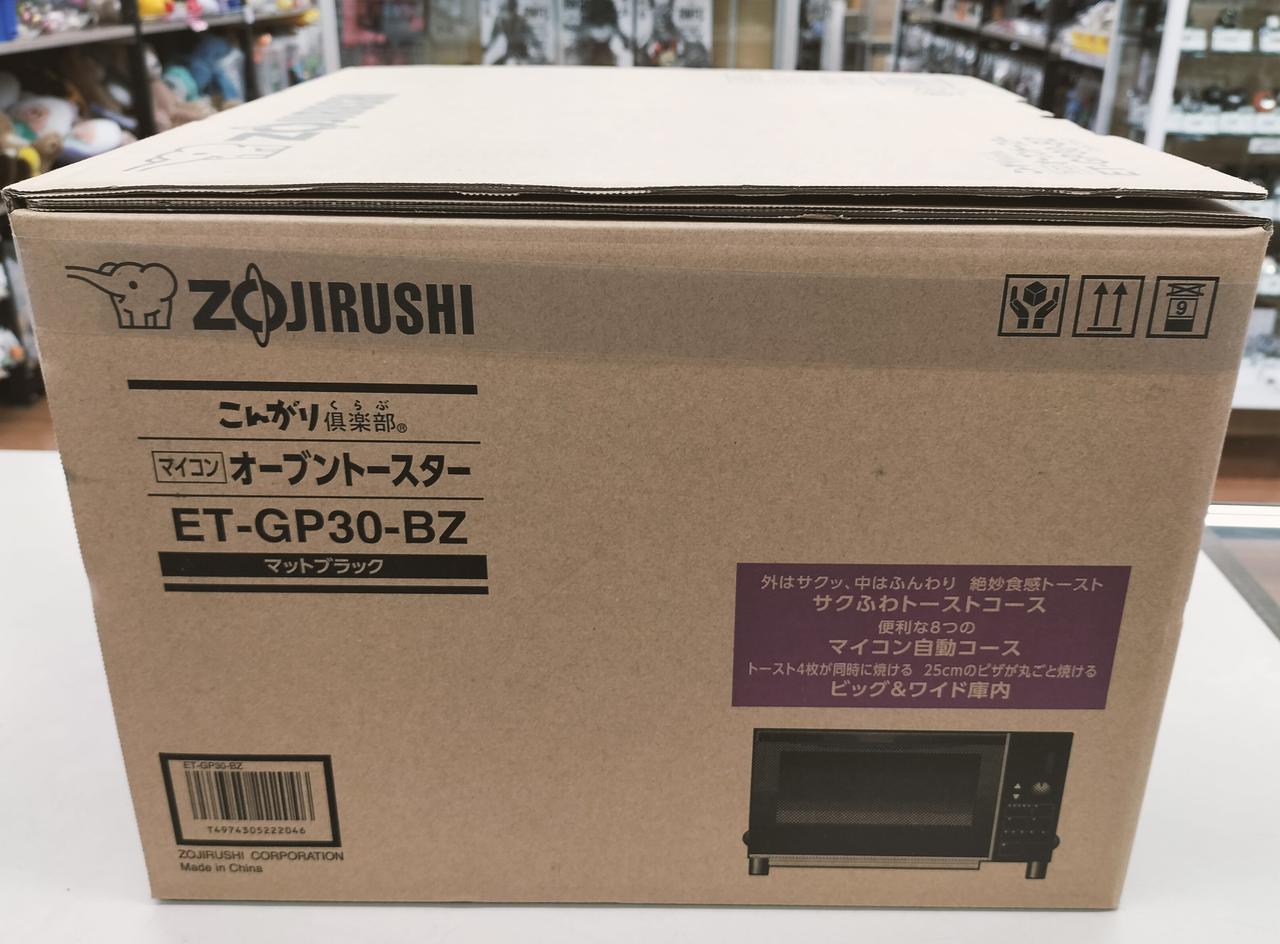 ZOJIRUSHI
ZOJIRUSHI
9
くらぶ
こんがり倶楽部®
マイコン オーブントースター
ET-GP30-BZ
マットブラック
外はサクッ、中はふんわり 絶妙食感トースト
サクふわトーストコース
便利な8つの
マイコン自動コース
トースト4枚が同時に焼ける 25cmのピザが丸ごと焼ける
ビッグ&ワイド庫内
ET-GP30-BZ
T4974305222046
ZOJIRUSHI CORPORATION
Made in China